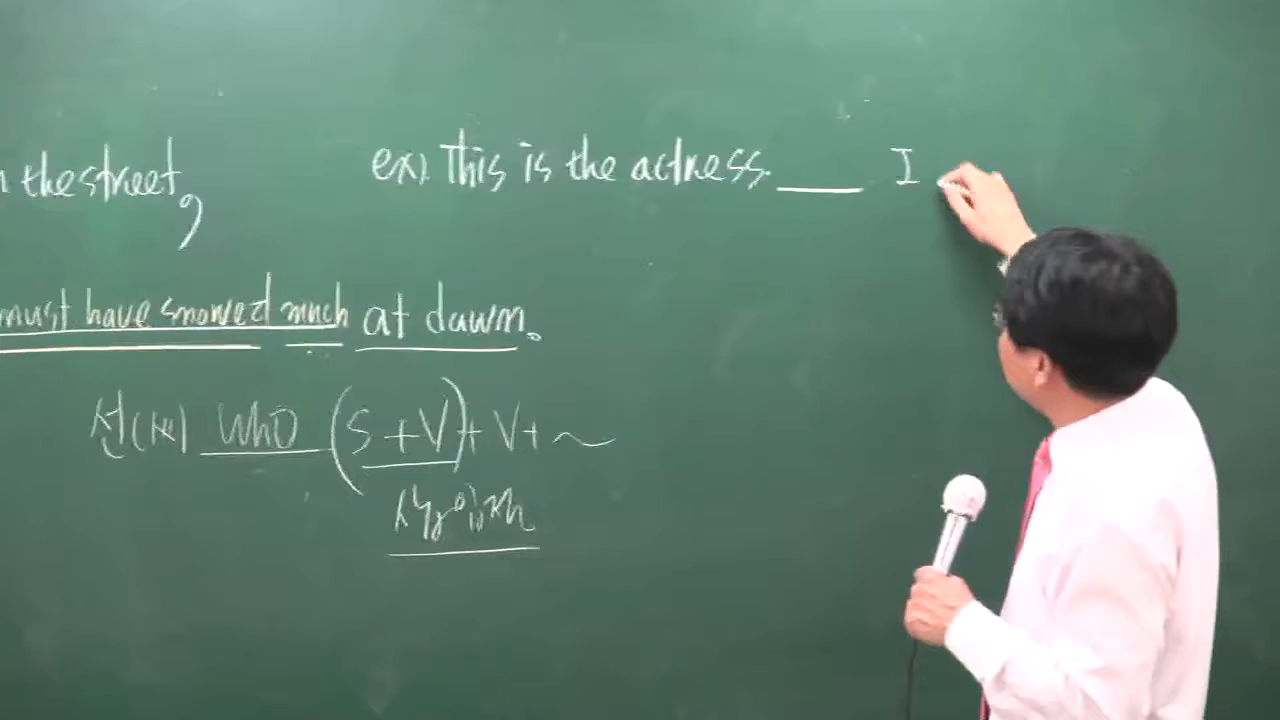 n the street,
ex). This is the actress. ____ I
must have snowed much at dawn.
선(사) who (S + V) + V + ~
삽입절